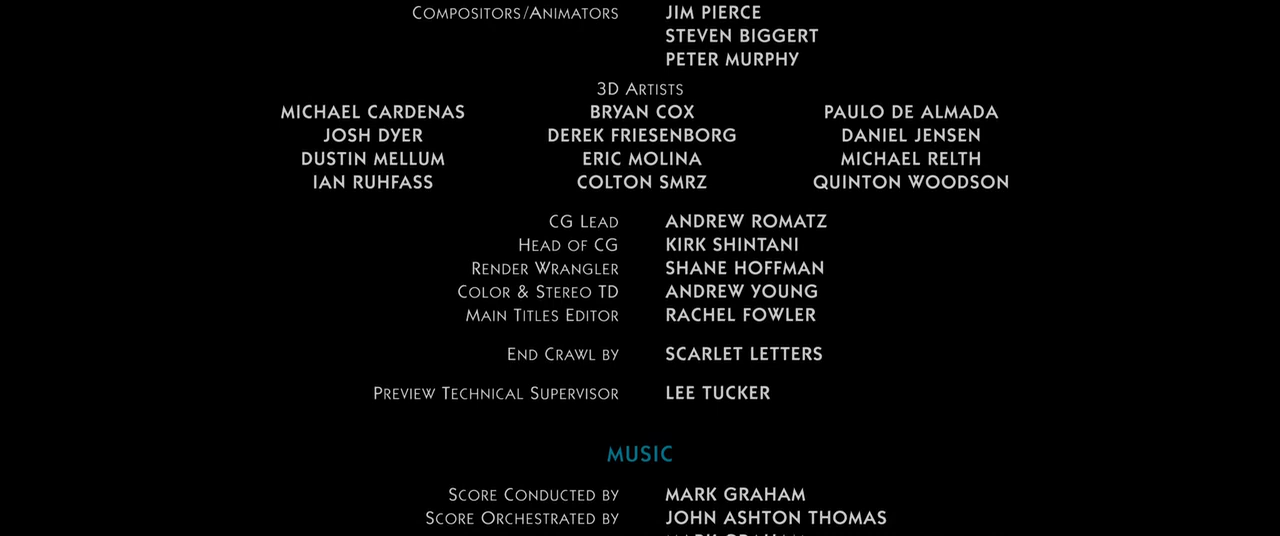 COMPOSITORS/ANIMATORS JIM PIERCE
STEVEN BIGGERT
PETER MURPHY
3D ARTISTS
MICHAEL CARDENAS BRYAN COX PAULO DE ALMADA
JOSH DYER DEREK FRIESENBORG DANIEL JENSEN
DUSTIN MELLUM ERIC MOLINA MICHAEL RELTH
IAN RUHFASS COLTON SMRZ QUINTON WOODSON
CG LEAD ANDREW ROMATZ
HEAD OF CG KIRK SHINTANI
RENDER WRANGLER SHANE HOFFMAN
COLOR & STEREO TD ANDREW YOUNG
MAIN TITLES EDITOR RACHEL FOWLER
END CRAWL BY SCARLET LETTERS
PREVIEW TECHNICAL SUPERVISOR LEE TUCKER
MUSIC
SCORE CONDUCTED BY MARK GRAHAM
SCORE ORCHESTRATED BY JOHN ASHTON THOMAS